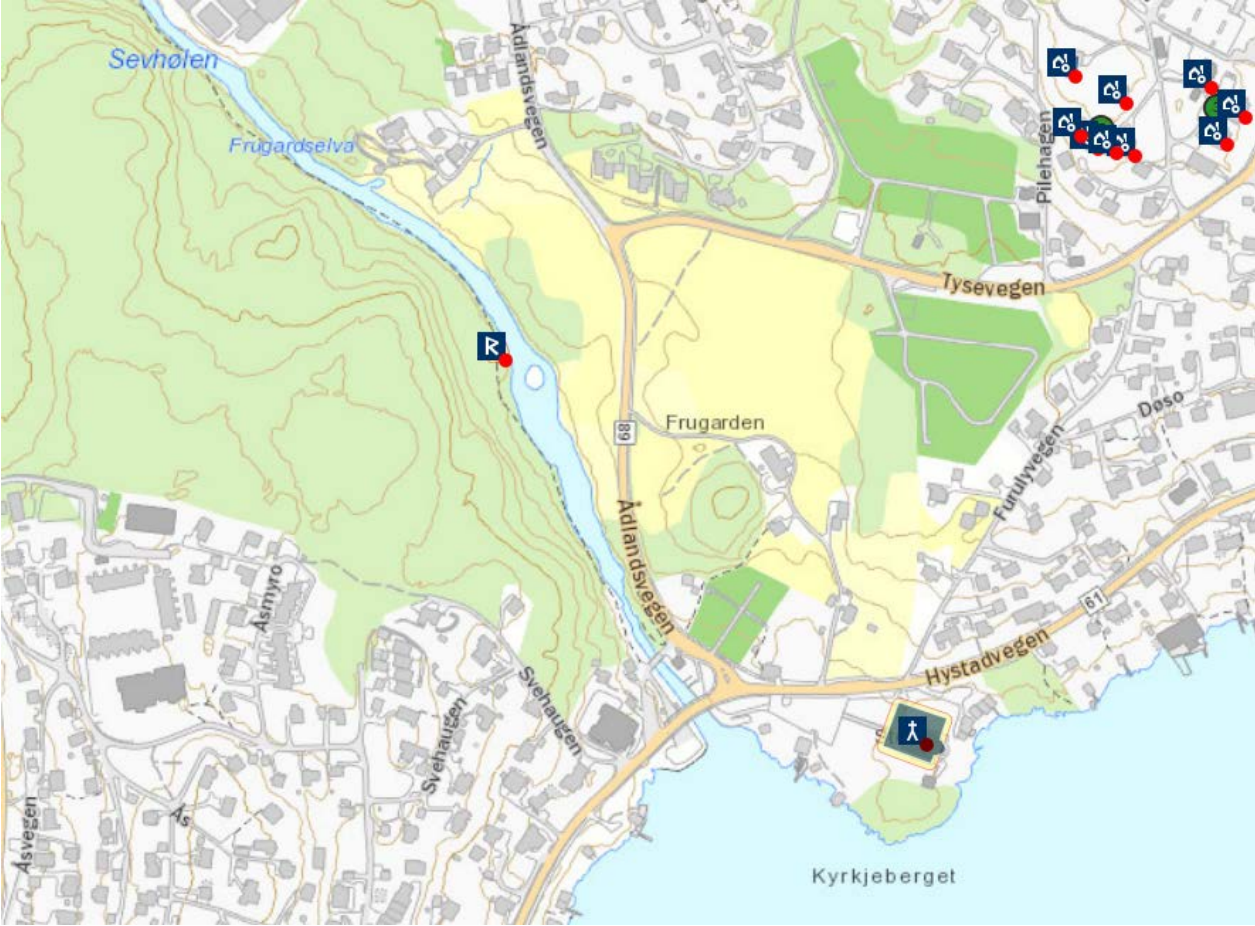 Sevhølen
Ådlandsvegen
Frugardselva
Pilehagen
Tysevegen
Frugarden
Døso
89
Furulyvegen
Ådlandsvegen
Åsmyro
61
Hystadvegen
Svehaugen
Svehaugen
Ås
Åsvegen
Kyrkjeberget